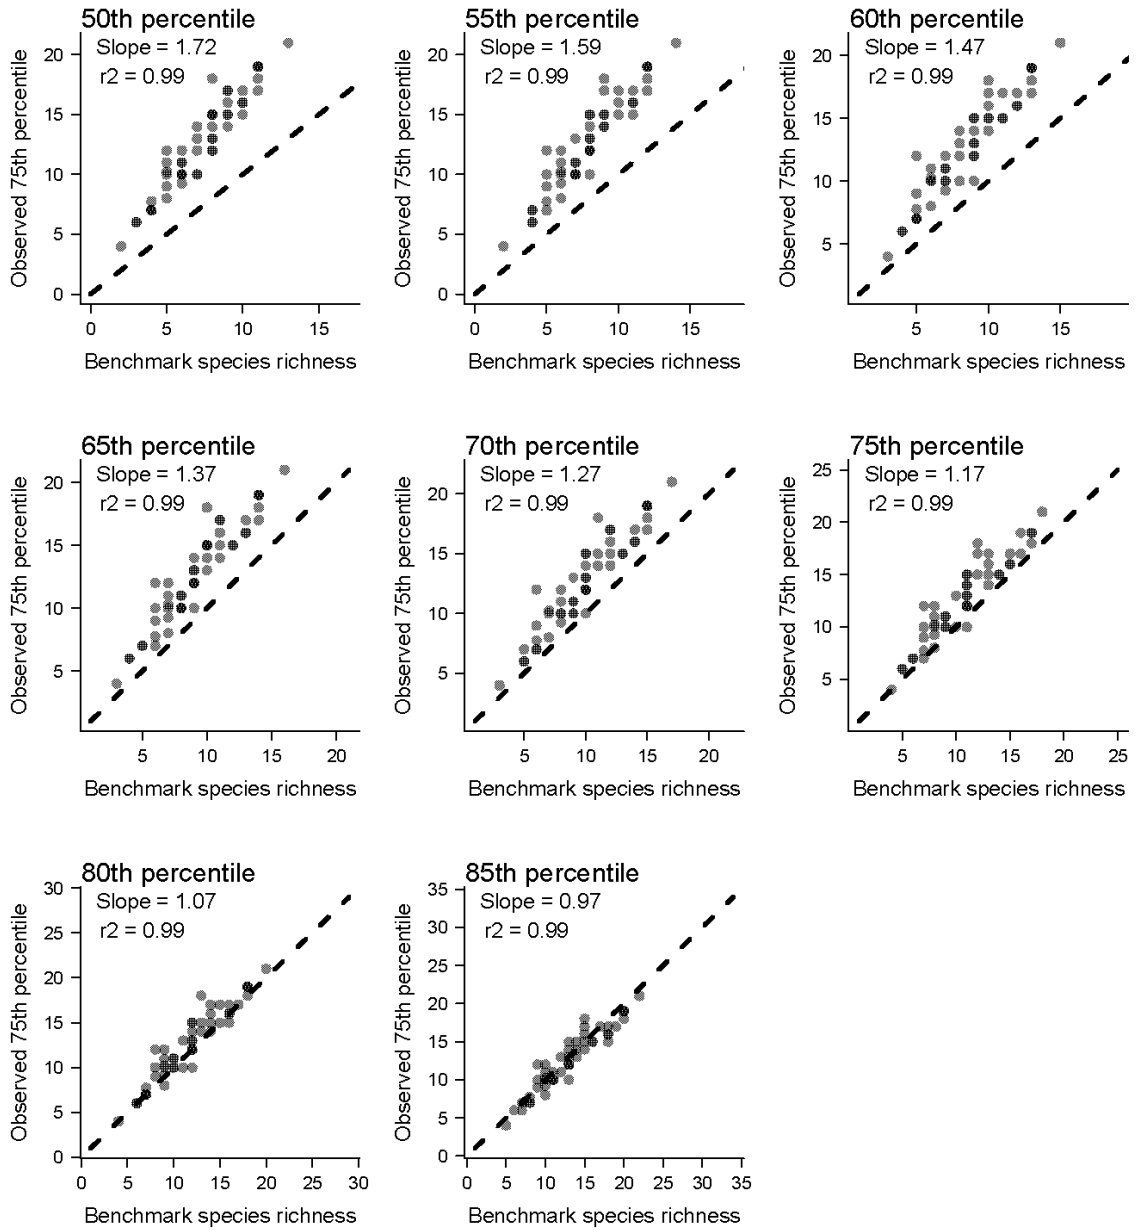 50th percentile
Slope = 1.72
r2 = 0.99
Observed 75th percentile
20
15
10
5
0
0 5 10 15
Benchmark species richness
55th percentile
Slope = 1.59
r2 = 0.99
Observed 75th percentile
20
15
10
5
0
0 5 10 15
Benchmark species richness
60th percentile
Slope = 1.47
r2 = 0.99
Observed 75th percentile
20
15
10
5
5 10 15
Benchmark species richness
65th percentile
Slope = 1.37
r2 = 0.99
Observed 75th percentile
20
15
10
5
5 10 15 20
Benchmark species richness
70th percentile
Slope = 1.27
r2 = 0.99
Observed 75th percentile
20
15
10
5
5 10 15 20
Benchmark species richness
75th percentile
Slope = 1.17
r2 = 0.99
Observed 75th percentile
25
20
15
10
5
5 10 15 20 25
Benchmark species richness
80th percentile
Slope = 1.07
r2 = 0.99
Observed 75th percentile
30
25
20
15
10
5
0
0 5 10 15 20 25 30
Benchmark species richness
85th percentile
Slope = 0.97
r2 = 0.99
Observed 75th percentile
35
30
25
20
15
10
5
0
0 5 10 15 20 25 30 35
Benchmark species richness